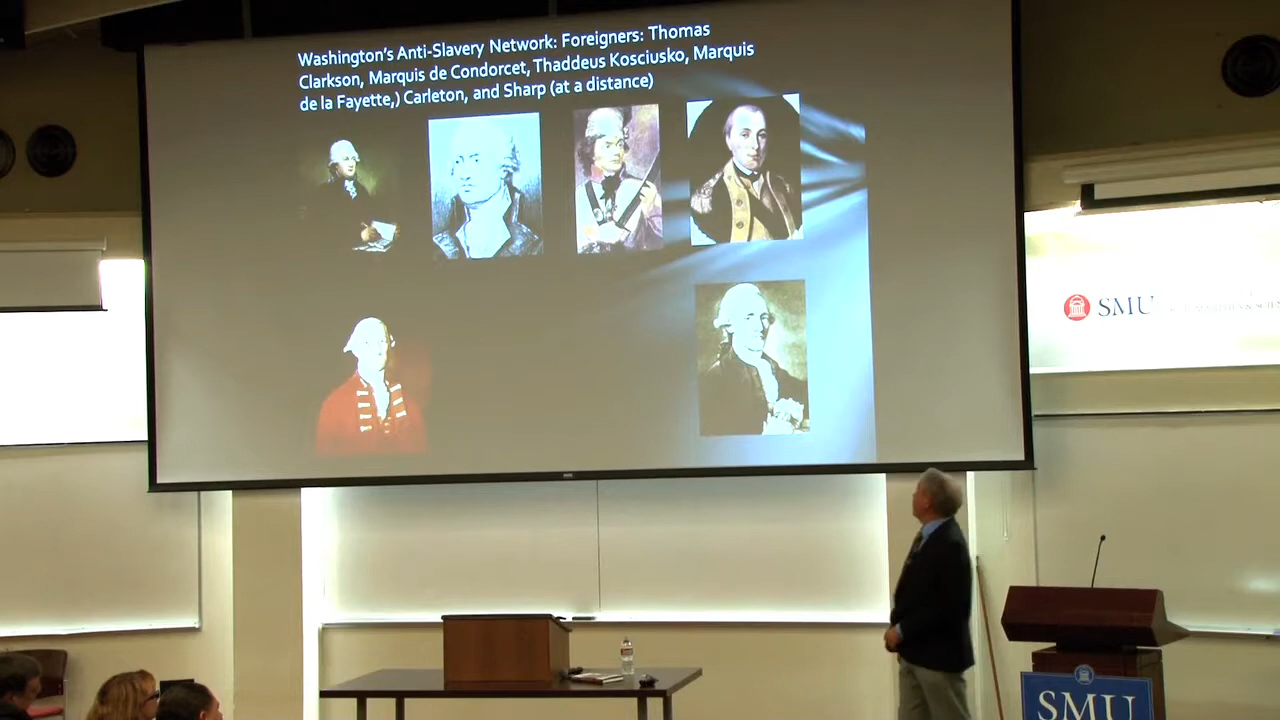 Washington's Anti-Slavery Network: Foreigners: Thomas
Clarkson, Marquis de Condorcet, Thaddeus Kosciusko, Marquis
de la Fayette,) Carleton, and Sharp (at a distance)
SMU
SMU